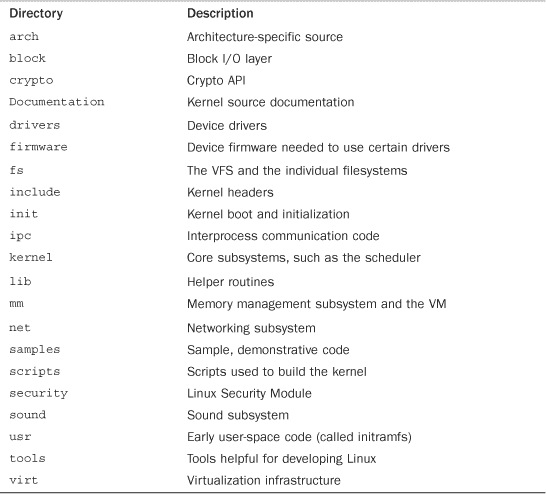 Directory Description
arch Architecture-specific source
block Block I/O layer
crypto Crypto API
Documentation Kernel source documentation
drivers Device drivers
firmware Device firmware needed to use certain drivers
fs The VFS and the individual filesystems
include Kernel headers
init Kernel boot and initialization
ipc Interprocess communication code
kernel Core subsystems, such as the scheduler
lib Helper routines
mm Memory management subsystem and the VM
net Networking subsystem
samples Sample, demonstrative code
scripts Scripts used to build the kernel
security Linux Security Module
sound Sound subsystem
usr Early user-space code (called initramfs)
tools Tools helpful for developing Linux
virt Virtualization infrastructure